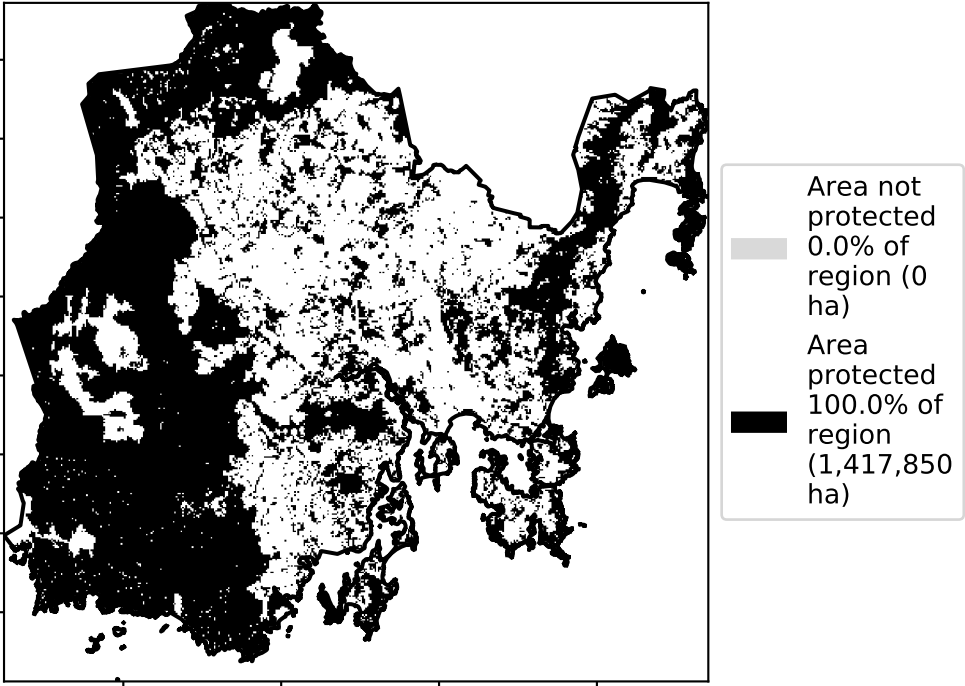 Area not
protected
0.0% of
region (0
ha)
Area
protected
100.0% of
region
(1,417,850
ha)